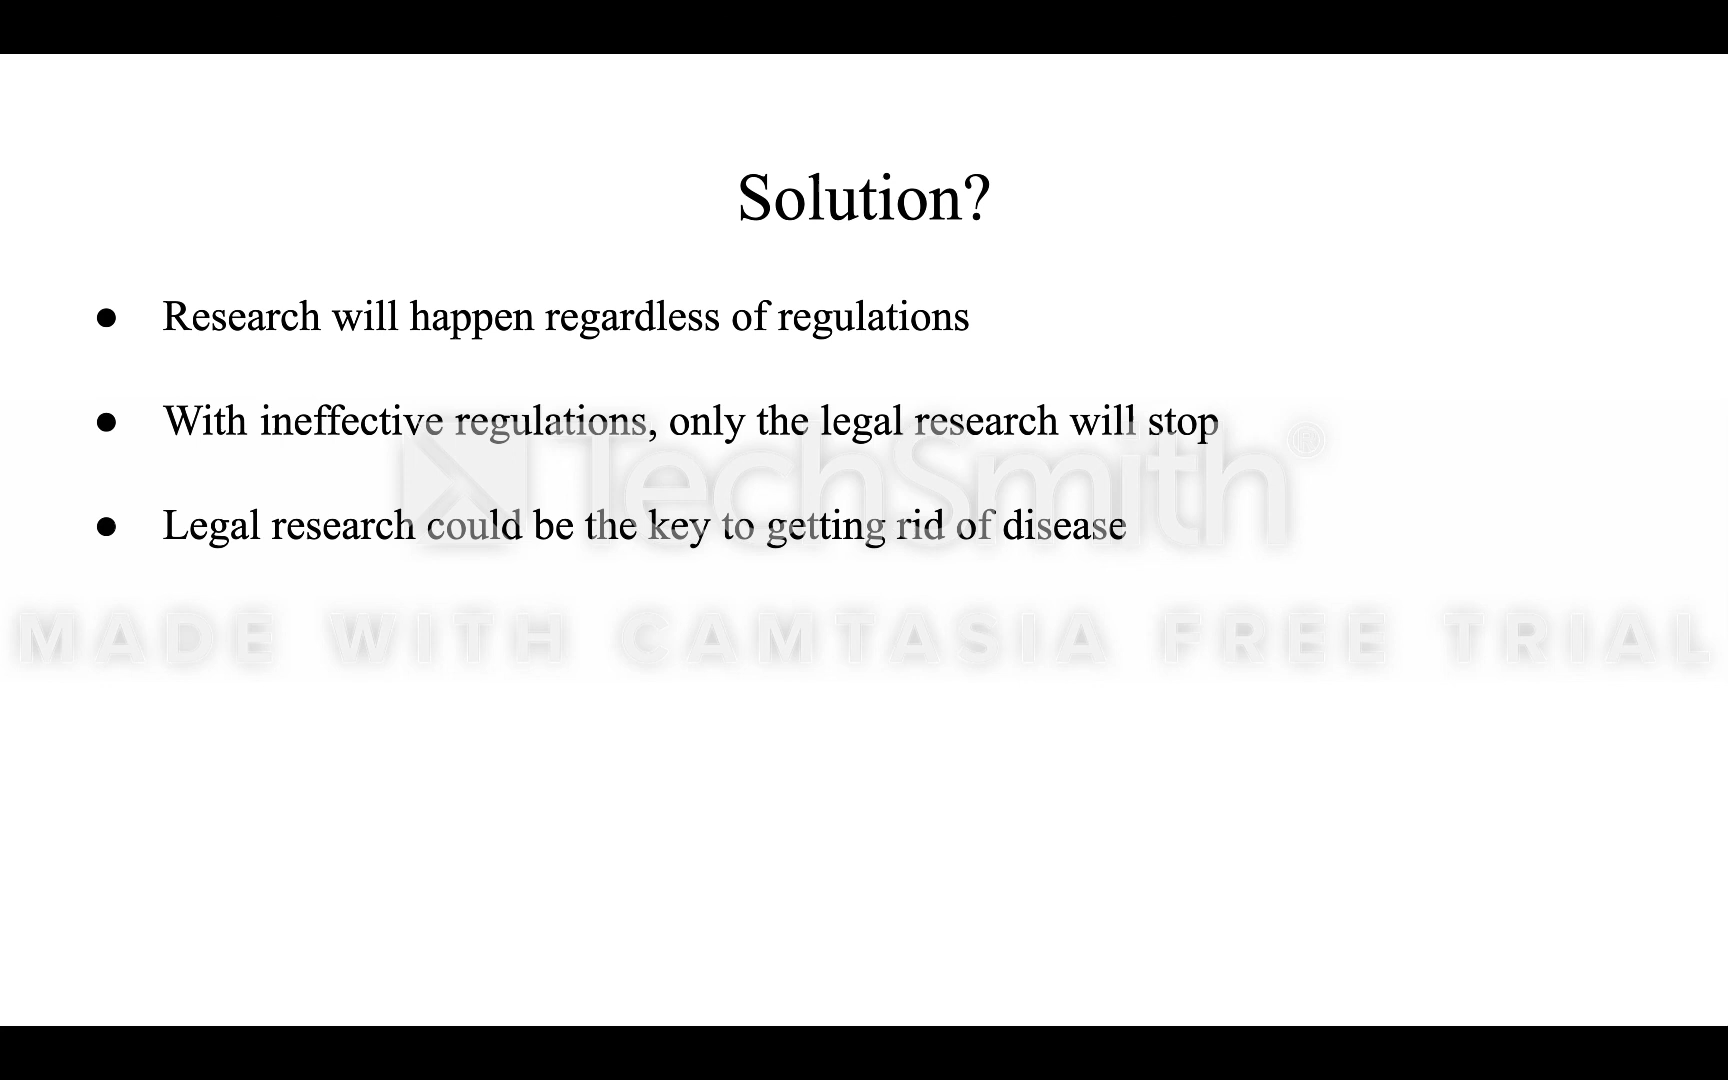 Solution?
● Research will happen regardless of regulations
● With ineffective regulations, only the legal research will stop
● Legal research could be the key to getting rid of disease
TechSmith®
MADE WITH CAMTASIA FREE TRIAL